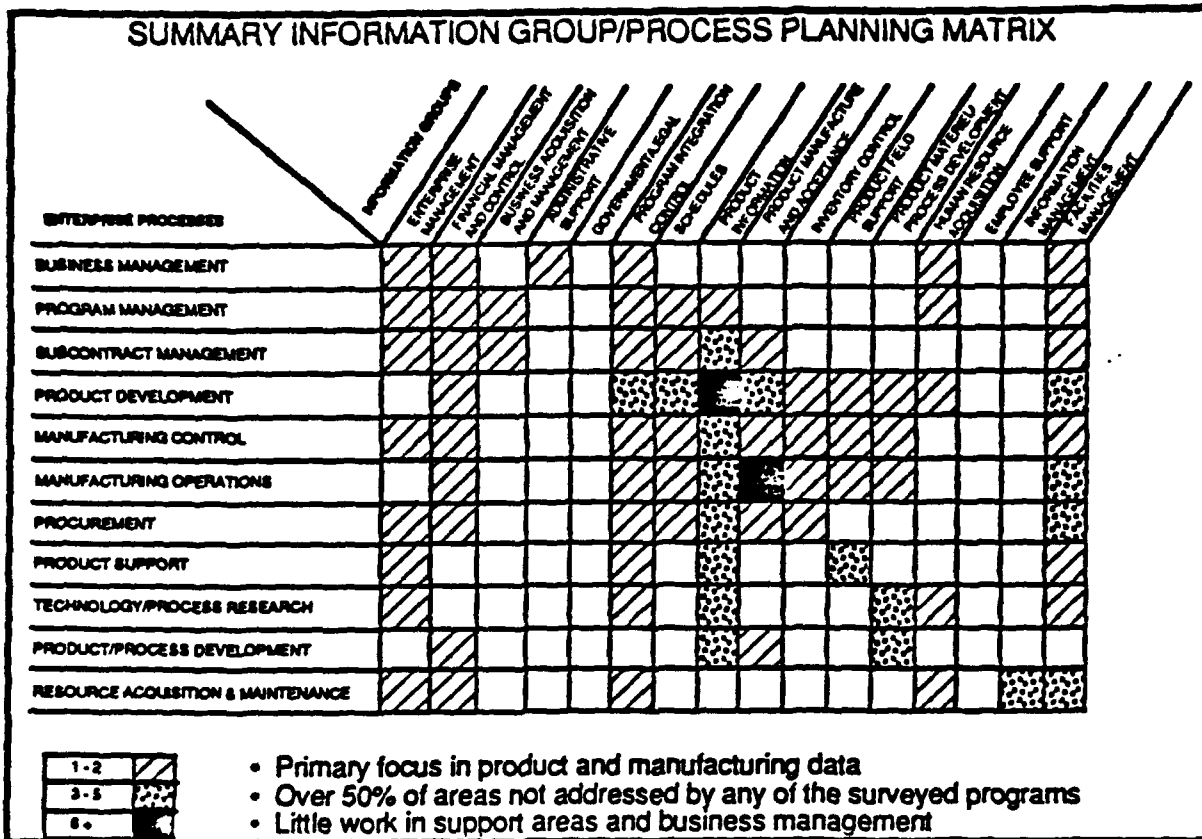 SUMMARY INFORMATION GROUP/PROCESS PLANNING MATRIX
INFORMATION GROUPS
ENTERPRISE
MANAGEMENT
FINANCIAL MANAGEMENT
AND CONTROL
BUSINESS ACQUISITION
AND MANAGEMENT
ADMINISTRATIVE
SUPPORT
GOVERNMENT/LEGAL
PROGRAM INTEGRATION
CONTROL
SCHEDULES
PRODUCT
INFORMATION
PRODUCT MANUFACTURE
AND ACCEPTANCE
INVENTORY CONTROL
PRODUCT FIELD
SUPPORT
PRODUCT MATERIEL/
PROCESS DEVELOPMENT
HUMAN RESOURCE
ACQUISITION
EMPLOYEE SUPPORT
INFORMATION
MANAGEMENT
FACILITIES
MANAGEMENT
ENTERPRISE PROCESSES
BUSINESS MANAGEMENT
PROGRAM MANAGEMENT
SUBCONTRACT MANAGEMENT
PRODUCT DEVELOPMENT
MANUFACTURING CONTROL
MANUFACTURING OPERATIONS
PROCUREMENT
PRODUCT SUPPORT
TECHNOLOGY/PROCESS RESEARCH
PRODUCT/PROCESS DEVELOPMENT
RESOURCE ACQUISITION & MAINTENANCE
1-2
3-5
6+
• Primary focus in product and manufacturing data
• Over 50% of areas not addressed by any of the surveyed programs
• Little work in support areas and business management